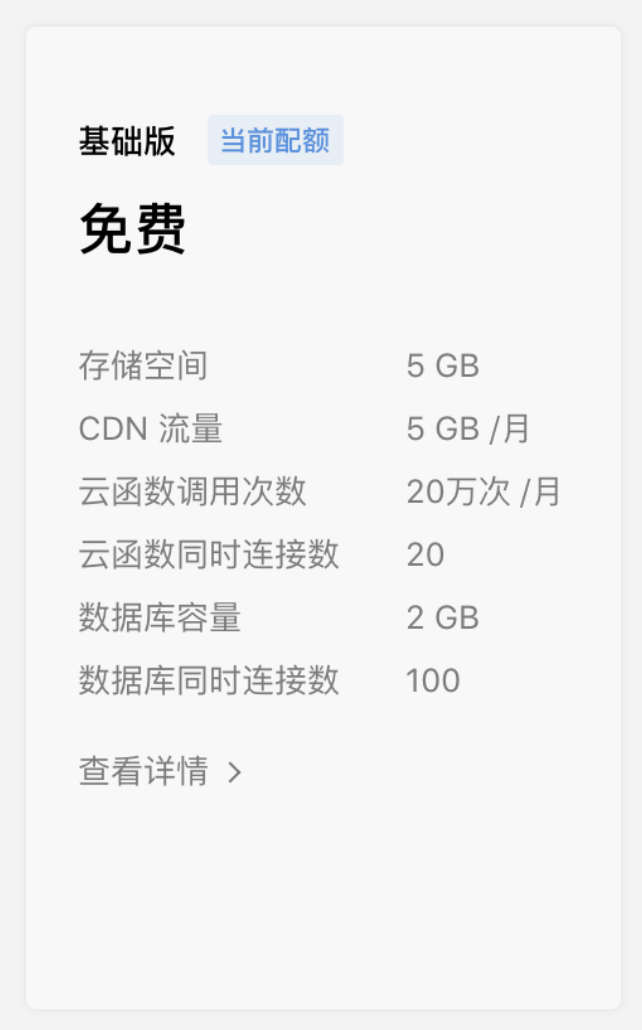 基础版 当前配额
免费
存储空间 5 GB
CDN 流量 5 GB /月
云函数调用次数 20万次 /月
云函数同时连接数 20
数据库容量 2 GB
数据库同时连接数 100
查看详情 >